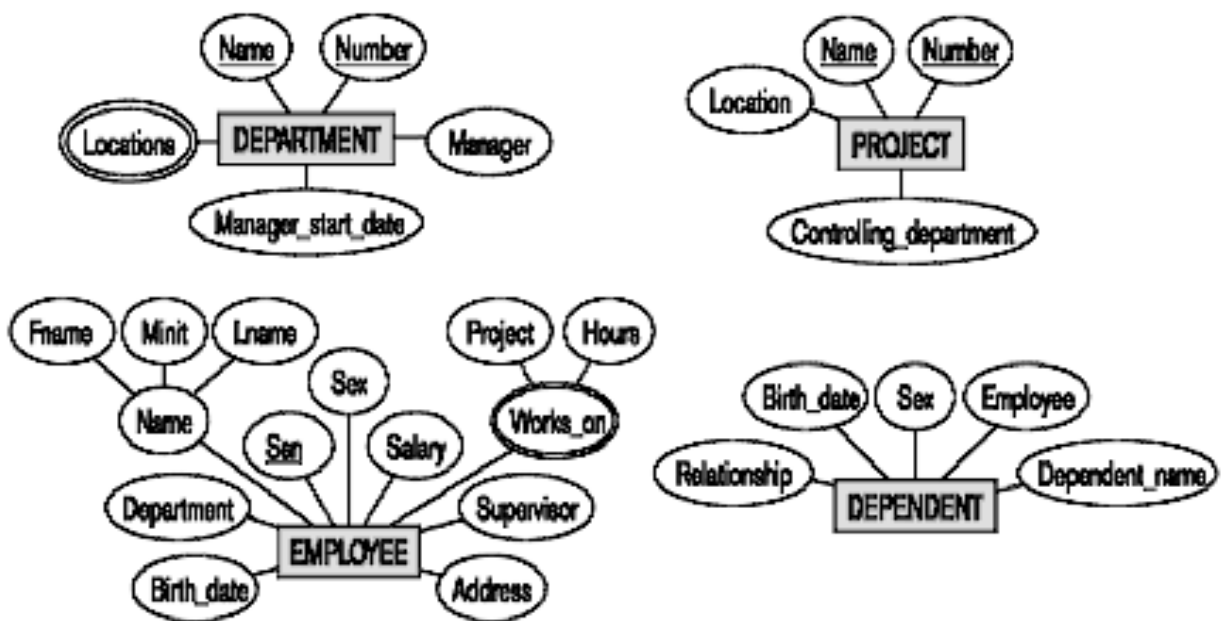 Name
Number
Locations
DEPARTMENT
Manager
Manager_start_date
Name
Number
Location
PROJECT
Controlling_department
Fname
Minit
Lname
Project
Hours
Sex
Name
Ssn
Salary
Works_on
Department
Supervisor
EMPLOYEE
Birth_date
Address
Birth_date
Sex
Employee
Relationship
Dependent_name
DEPENDENT